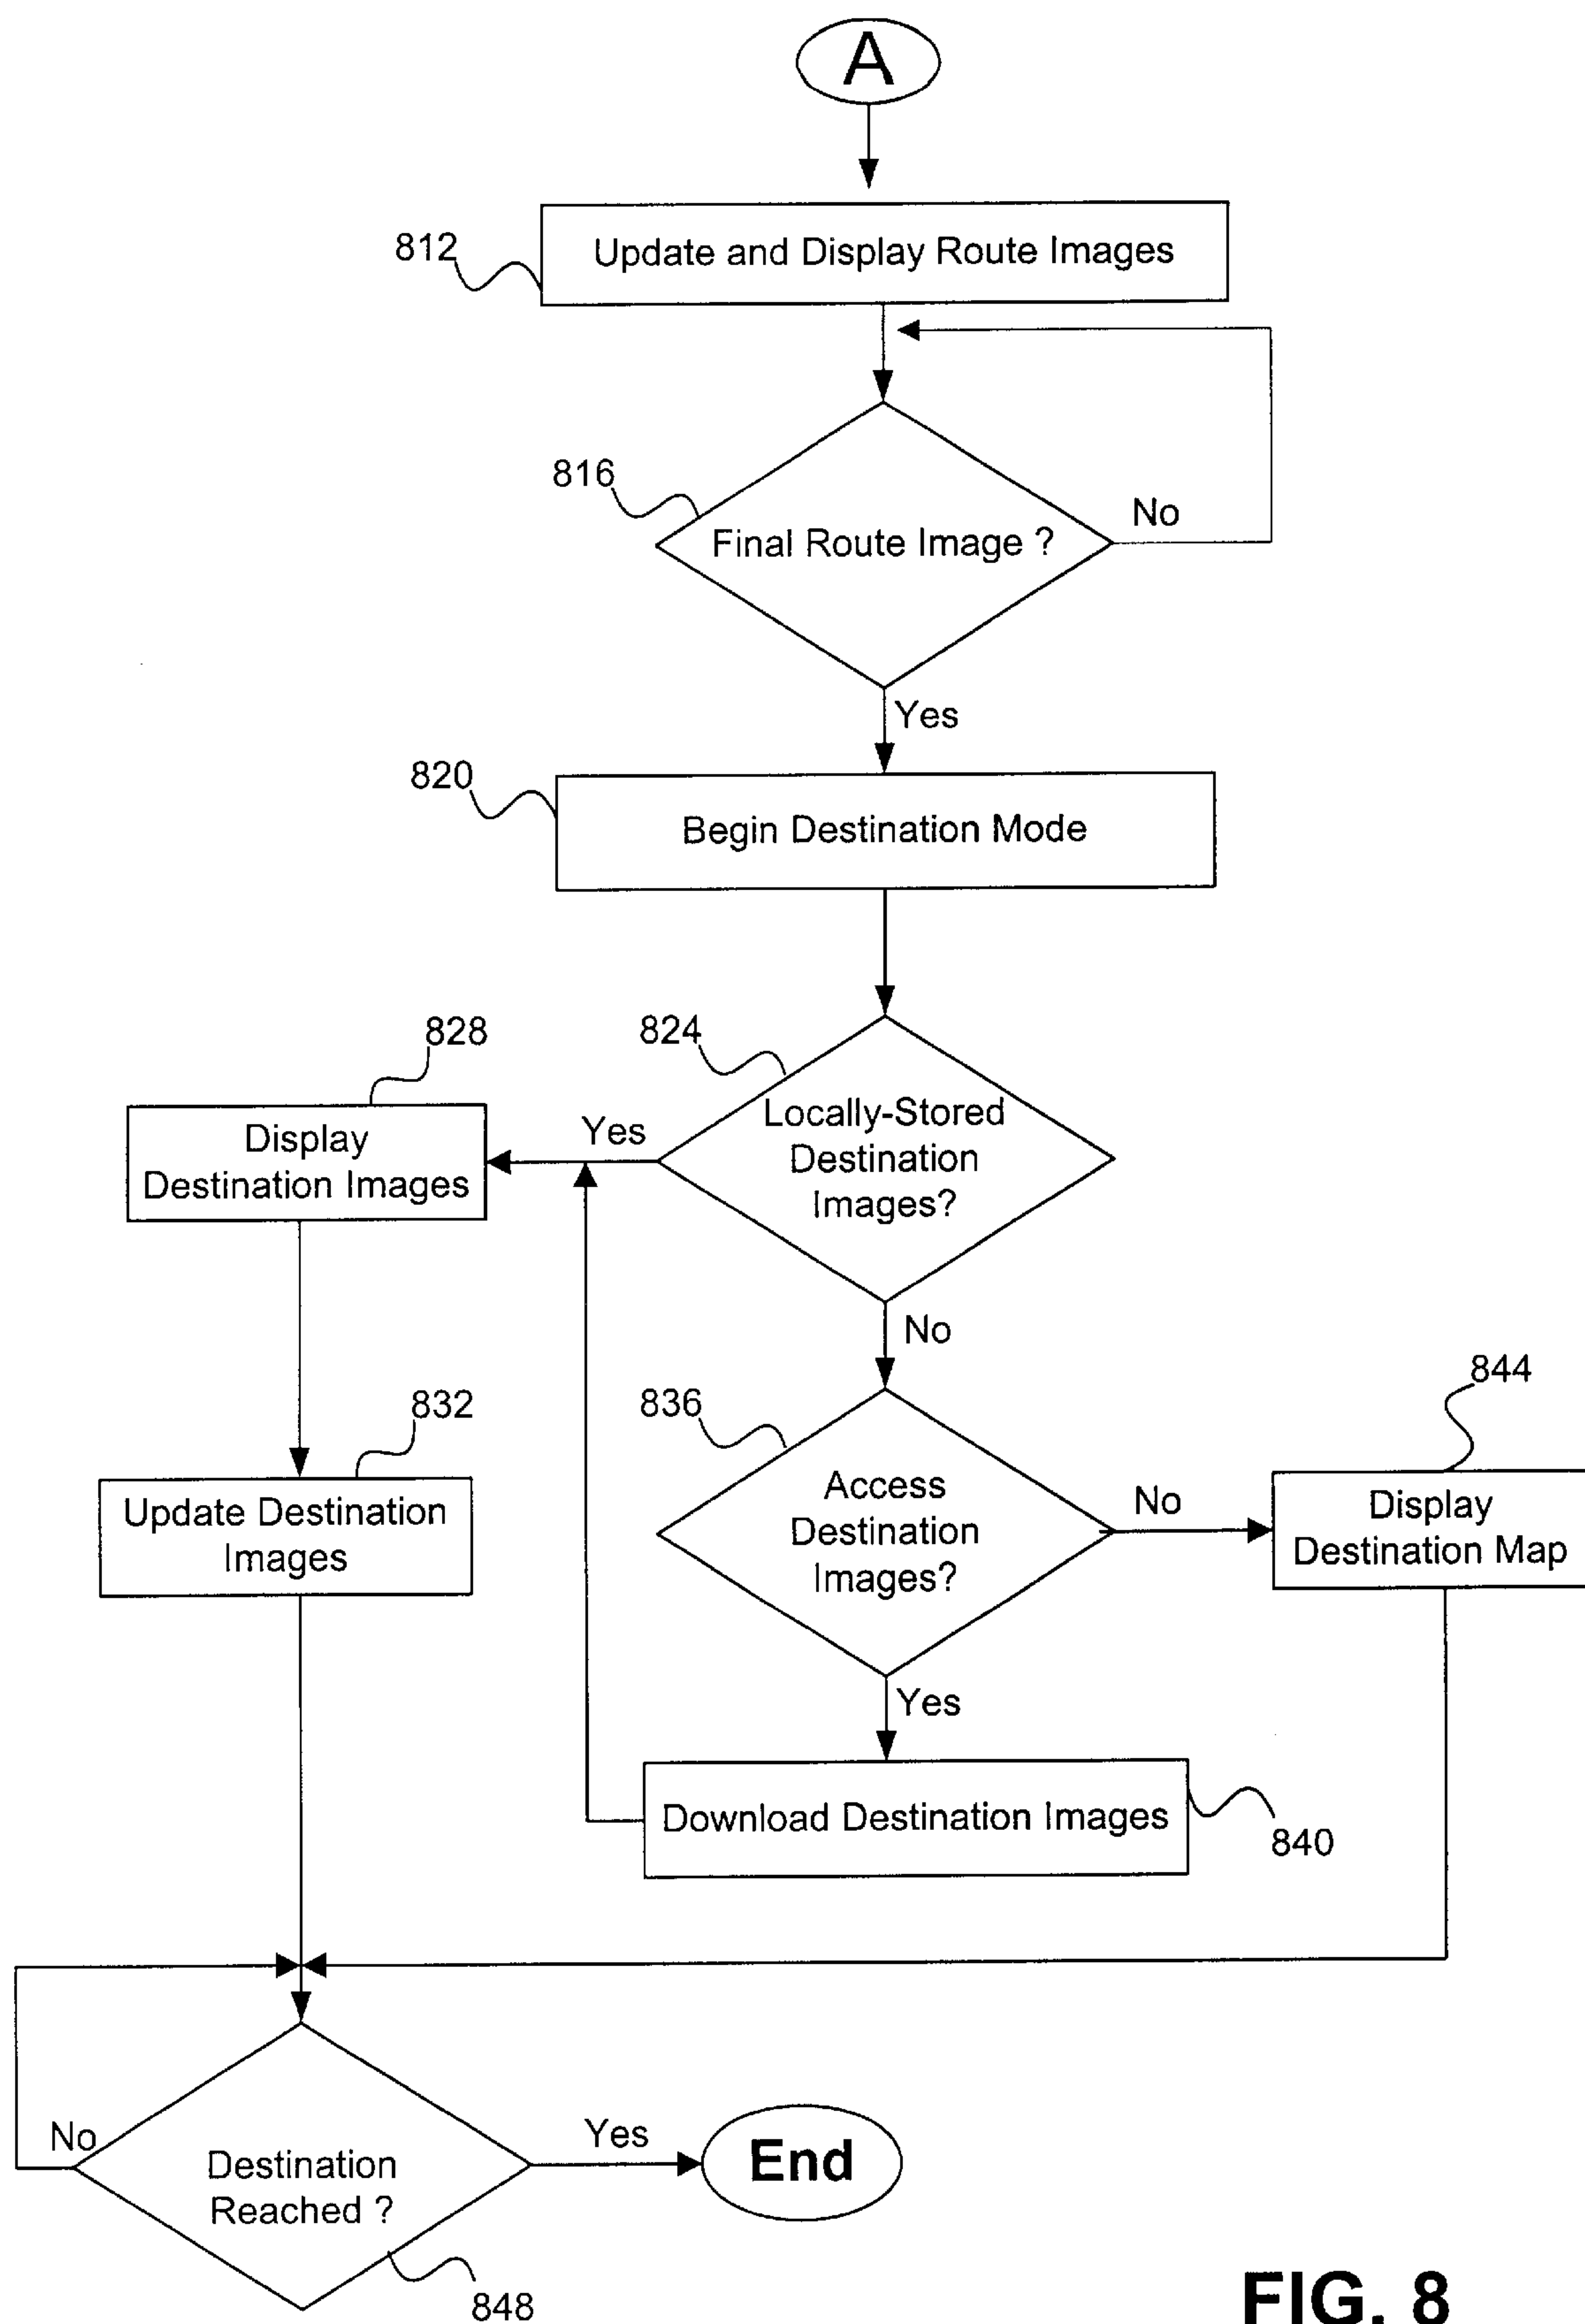 A
812
Update and Display Route Images
816
Final Route Image ?
No
Yes
820
Begin Destination Mode
828
824
Display
Destination Images
Yes
Locally-Stored
Destination
Images?
No
832
836
844
Update Destination
Images
Access
Destination
Images?
No
Display
Destination Map
Yes
Download Destination Images
840
No
Destination
Reached ?
Yes
End
848
FIG. 8